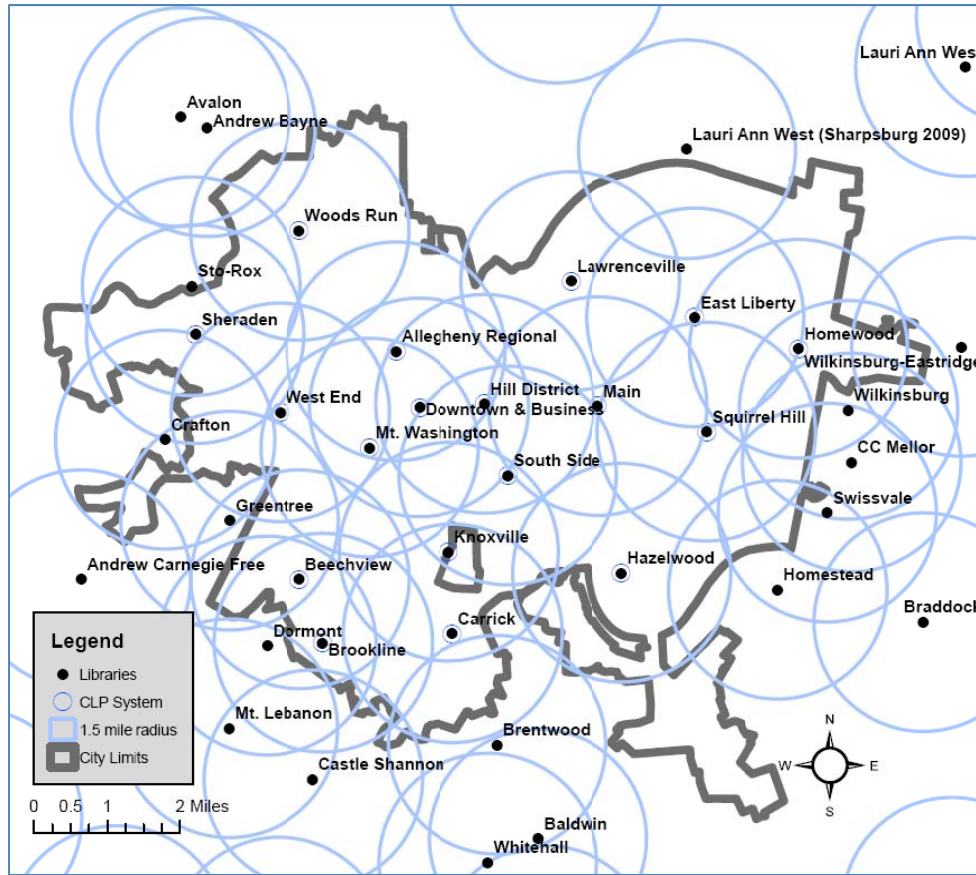 Lauri Ann Wes
Avalon
Andrew Bayne
Lauri Ann West (Sharpsburg 2009)
Woods Run
Lawrenceville
Sto-Rox
East Liberty
Sheraden
Allegheny Regional
Homewood
Wilkinsburg-Eastridge
West End
Hill District
Main
Wilkinsburg
Downtown & Business
Crafton
Mt. Washington
Squirrel Hill
CC Mellor
South Side
Swissvale
Greentree
Knoxville
Andrew Carnegie Free
Beechview
Hazelwood
Homestead
Braddock
Carrick
Dormont
Brookline
Legend
Libraries
CLP System
1.5 mile radius
City Limits
Mt. Lebanon
Brentwood
Castle Shannon
N
W
E
S
0 0.5 1 2 Miles
Baldwin
Whitehall